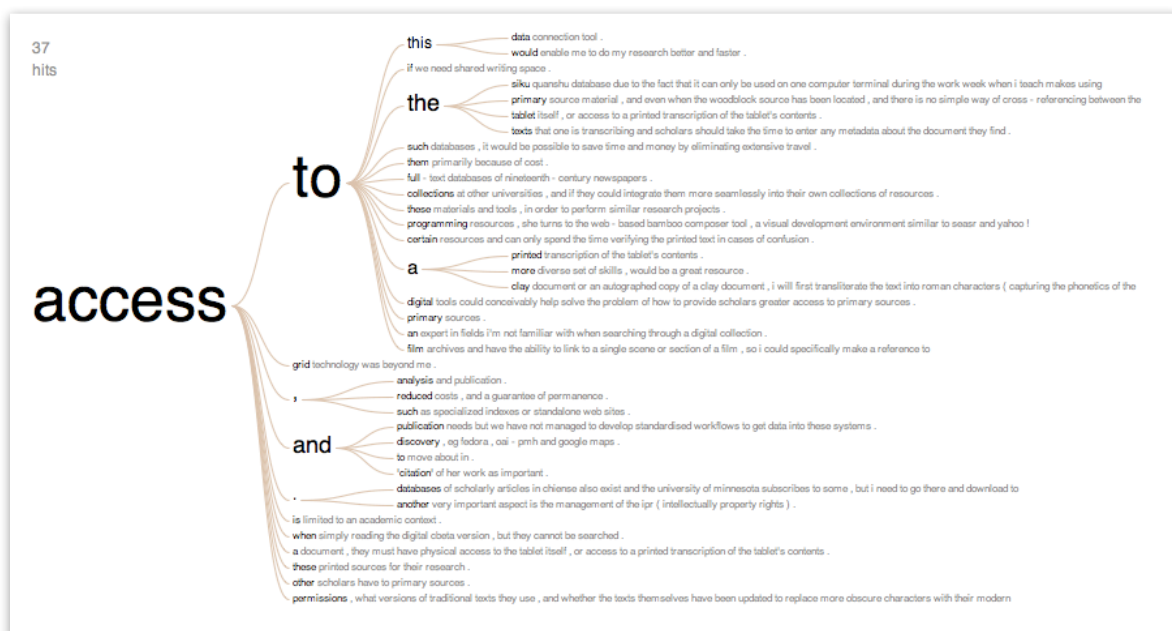 37
hits
this
data connection tool .
would enable me to do my research better and faster .
if we need shared writing space .
the
siku quanshu database due to the fact that it can only be used on one computer terminal during the work week when i teach makes using
primary source material , and even when the woodblock source has been located , and there is no simple way of cross - referencing between the
tablet itself , or access to a printed transcription of the tablet's contents .
texts that one is transcribing and scholars should take the time to enter any metadata about the document they find .
to
such databases , it would be possible to save time and money by eliminating extensive travel .
them primarily because of cost .
full - text databases of nineteenth - century newspapers .
collections at other universities , and if they could integrate them more seamlessly into their own collections of resources .
these materials and tools , in order to perform similar research projects .
programming resources , she turns to the web - based bamboo composer tool , a visual development environment similar to seasr and yahoo !
certain resources and can only spend the time verifying the printed text in cases of confusion .
a
printed transcription of the tablet's contents .
more diverse set of skills , would be a great resource .
clay document or an autographed copy of a clay document , i will first transliterate the text into roman characters ( capturing the phonetics of the
access
digital tools could conceivably help solve the problem of how to provide scholars greater access to primary sources .
primary sources .
an expert in fields i'm not familiar with when searching through a digital collection .
film archives and have the ability to link to a single scene or section of a film , so i could specifically make a reference to
grid technology was beyond me .
,
analysis and publication .
reduced costs , and a guarantee of permanence .
such as specialized indexes or standalone web sites .
and
publication needs but we have not managed to develop standardised workflows to get data into these systems .
discovery , eg fedora , oai - pmh and google maps .
to move about in .
'citation' of her work as important .
.
databases of scholarly articles in chiense also exist and the university of minnesota subscribes to some , but i need to go there and download to
another very important aspect is the management of the ipr ( intellectually property rights ) .
is limited to an academic context .
when simply reading the digital cbeta version , but they cannot be searched .
a document , they must have physical access to the tablet itself , or access to a printed transcription of the tablet's contents .
these printed sources for their research .
other scholars have to primary sources .
permissions , what versions of traditional texts they use , and whether the texts themselves have been updated to replace more obscure characters with their modern